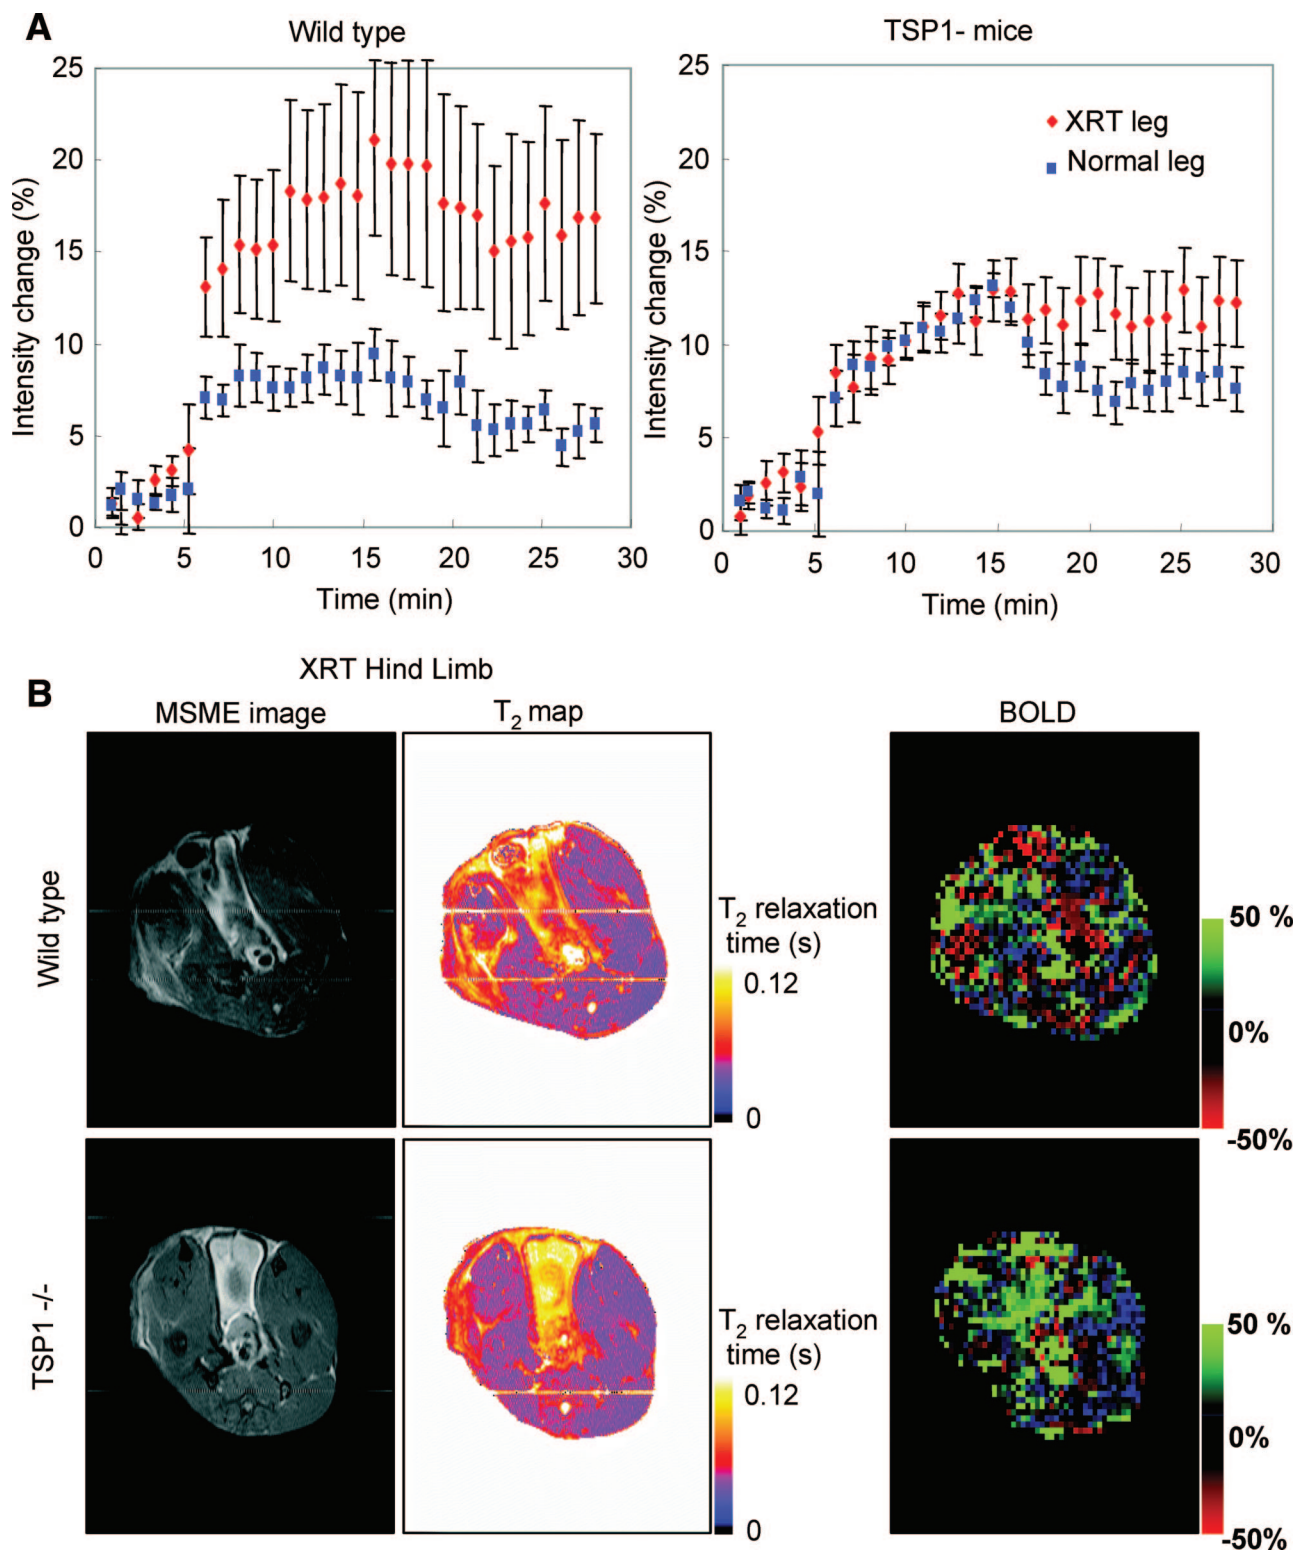 A
Wild type
TSP1- mice
25
20
15
10
5
0
Intensity change (%)
0 5 10 15 20 25 30
Time (min)
25
20
15
10
5
0
Intensity change (%)
XRT leg
Normal leg
0 5 10 15 20 25 30
Time (min)
B
XRT Hind Limb
MSME image
T2 map
BOLD
Wild type
T2 relaxation
time (s)
0.12
0
50 %
0%
-50%
TSP1 -/-
T2 relaxation
time (s)
0.12
0
50 %
0%
-50%